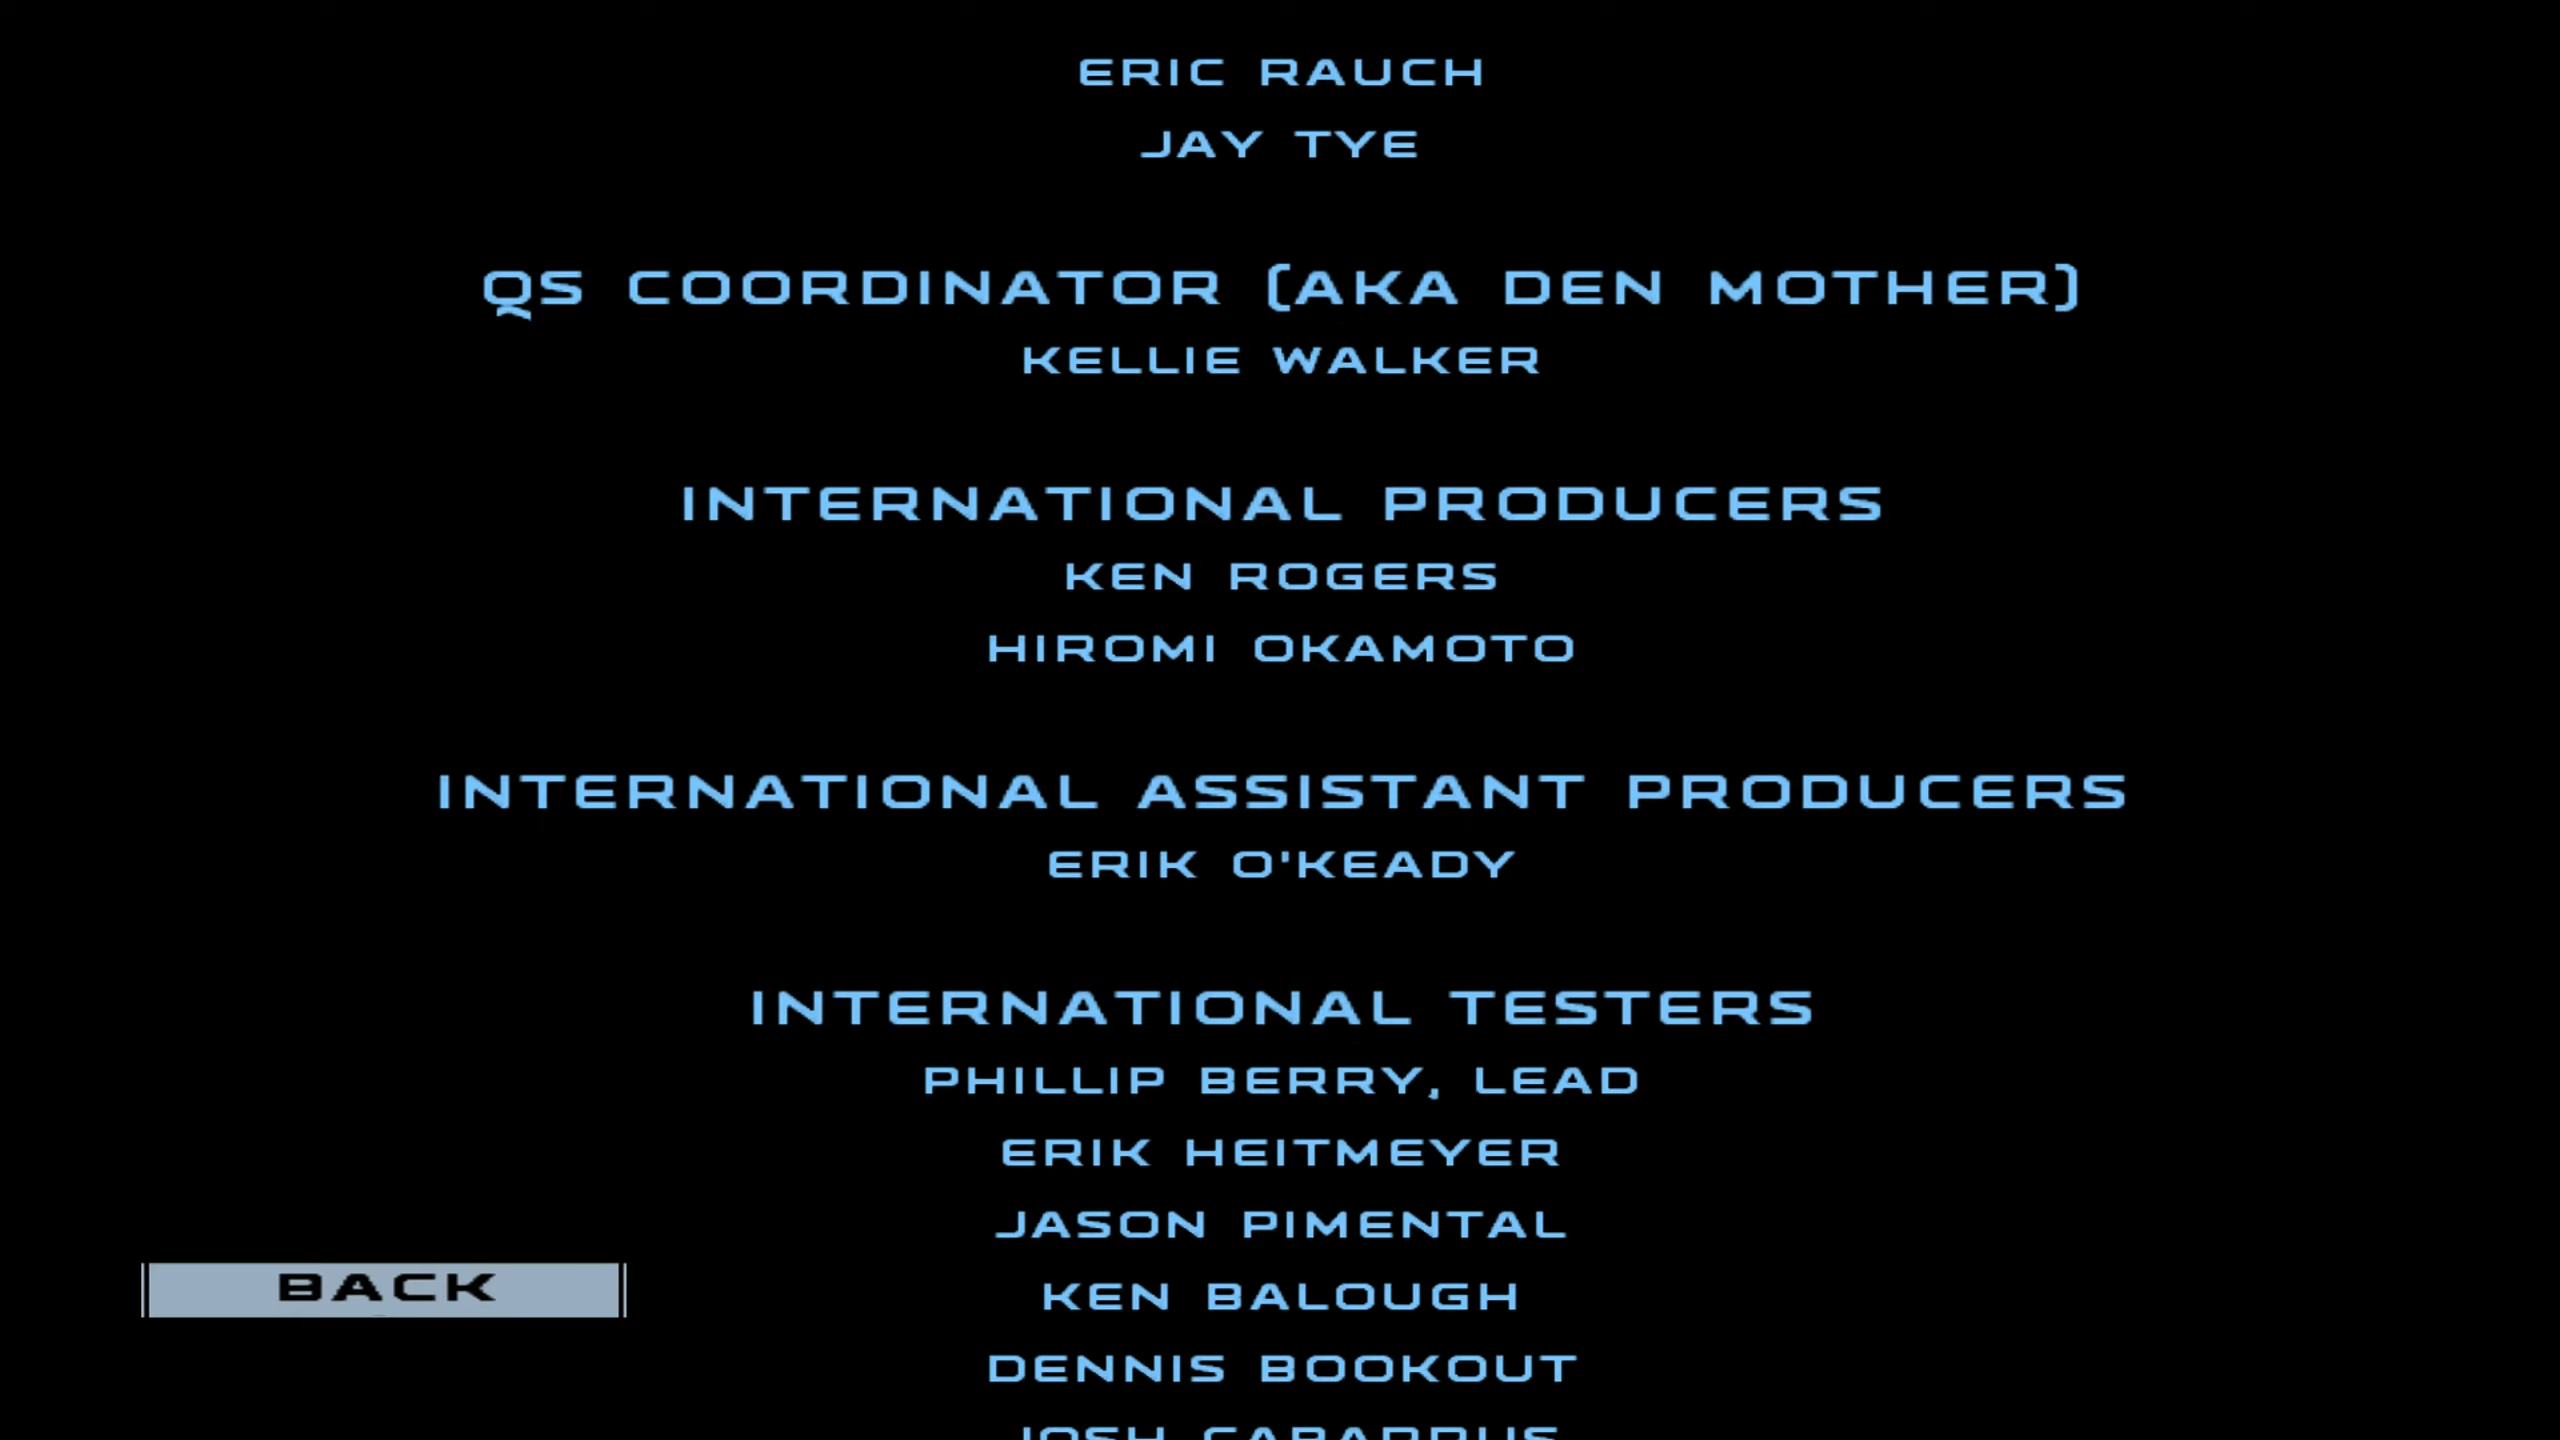 ERIC RAUCH
JAY TYE
QS COORDINATOR (AKA DEN MOTHER)
KELLIE WALKER
INTERNATIONAL PRODUCERS
KEN ROGERS
HIROMI OKAMOTO
INTERNATIONAL ASSISTANT PRODUCERS
ERIK O'KEADY
INTERNATIONAL TESTERS
PHILLIP BERRY, LEAD
ERIK HEITMEYER
JASON PIMENTAL
KEN BALOUGH
BACK
DENNIS BOOKOUT
JOSH